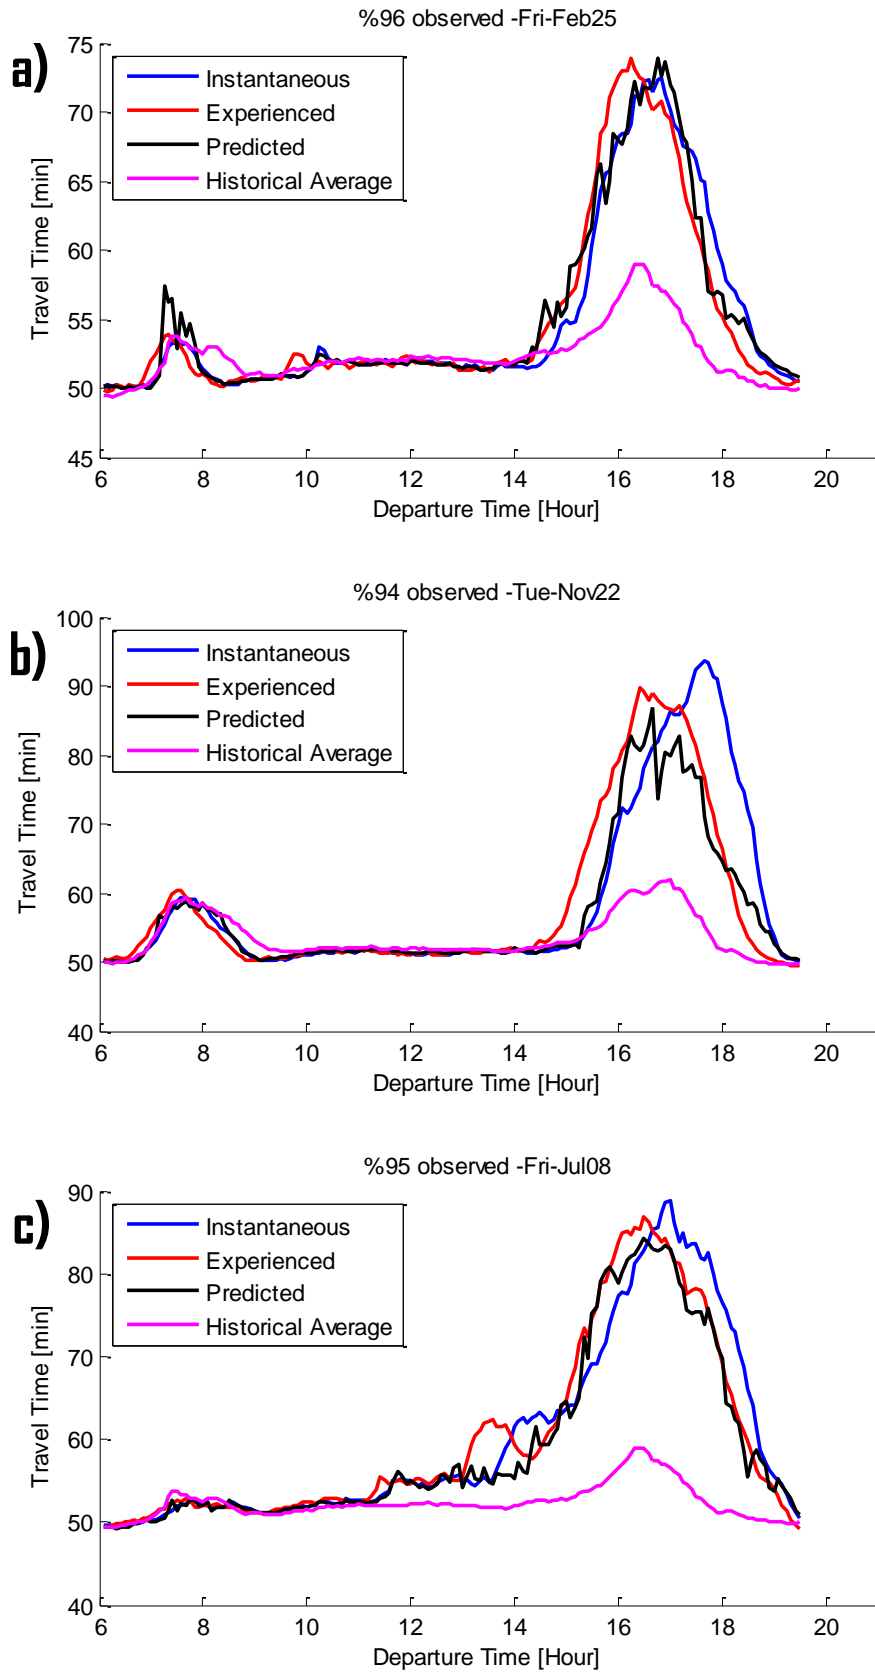 %96 observed -Fri-Feb25
a)
75
70
65
60
55
50
45
Travel Time [min]
Instantaneous
Experienced
Predicted
Historical Average
6 8 10 12 14 16 18 20
Departure Time [Hour]
%94 observed -Tue-Nov22
b)
100
90
80
70
60
50
40
Travel Time [min]
Instantaneous
Experienced
Predicted
Historical Average
6 8 10 12 14 16 18 20
Departure Time [Hour]
%95 observed -Fri-Jul08
c)
90
80
70
60
50
40
Travel Time [min]
Instantaneous
Experienced
Predicted
Historical Average
6 8 10 12 14 16 18 20
Departure Time [Hour]